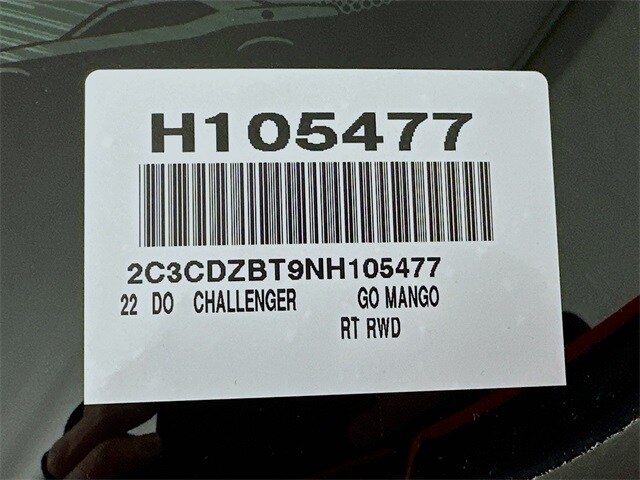 H105477
2C3CDZBT9NH105477
22 DO CHALLENGER GO MANGO
RT RWD